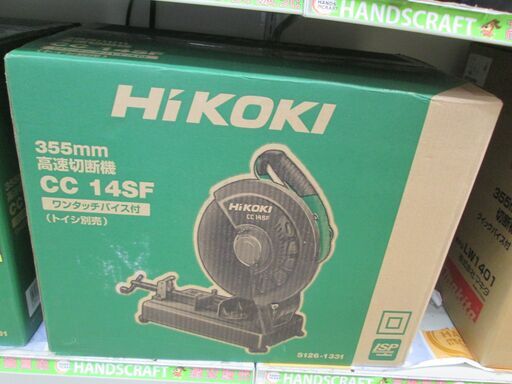 HANDSCRAFT
HiKOKI
355mm
高速切断機
CC 14SF
ワンタッチバイス付
(トイシ別売)
HiKOKI
CC 14SF
ISP
5126-1331
LW1401
HANDSCRAFT
HANDSCRAFT